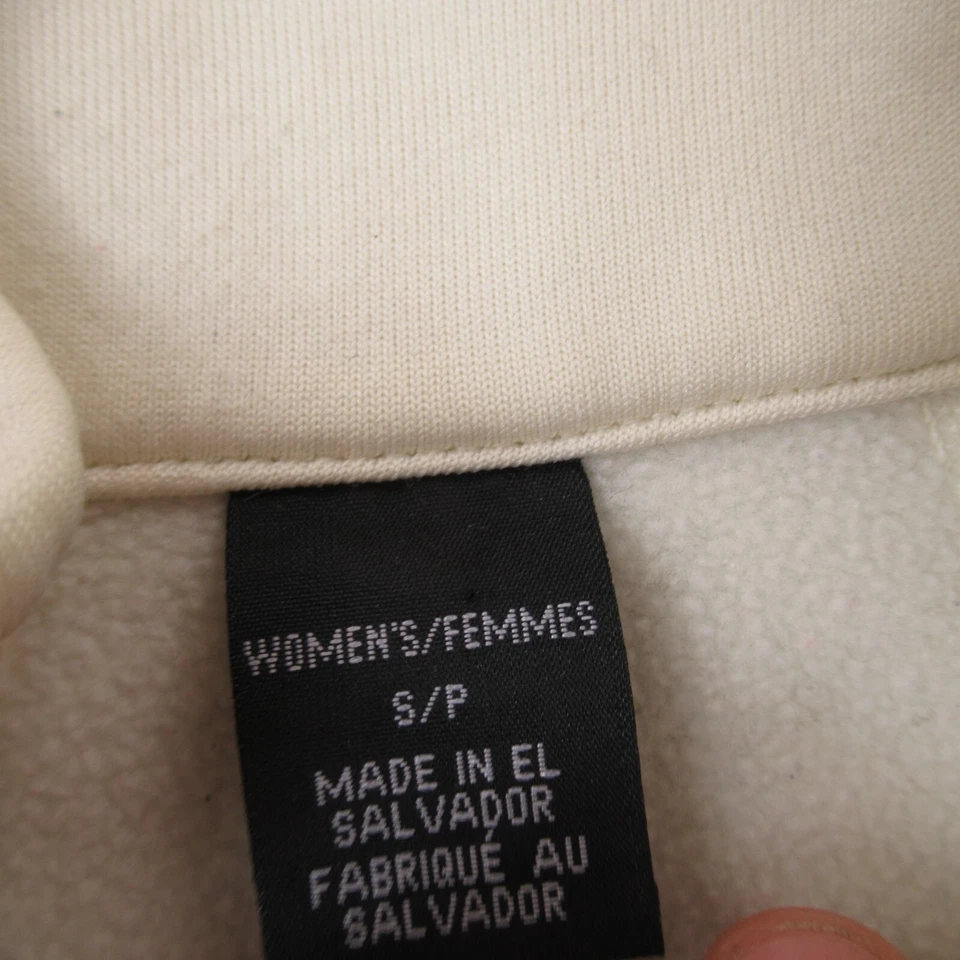 WOMEN'S/FEMMES
S/P
MADE IN EL
SALVADOR
FABRIQUÉ AU
SALVADOR